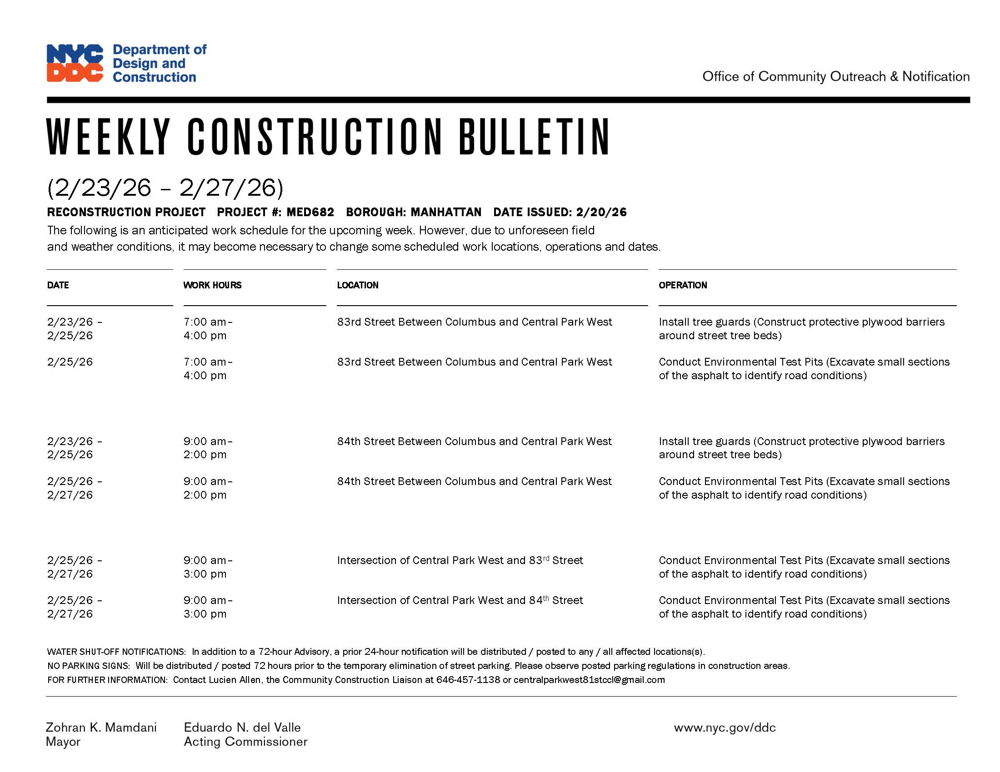 NYC DDC
Department of
Design and
Construction
Office of Community Outreach & Notification
WEEKLY CONSTRUCTION BULLETIN
(2/23/26 – 2/27/26)
RECONSTRUCTION PROJECT PROJECT #: MED682 BOROUGH: MANHATTAN DATE ISSUED: 2/20/26
The following is an anticipated work schedule for the upcoming week. However, due to unforeseen field
and weather conditions, it may become necessary to change some scheduled work locations, operations and dates.
DATE WORK HOURS LOCATION OPERATION
2/23/26 – 7:00 am– 83rd Street Between Columbus and Central Park West Install tree guards (Construct protective plywood barriers
2/25/26 4:00 pm around street tree beds)
2/25/26 7:00 am– 83rd Street Between Columbus and Central Park West Conduct Environmental Test Pits (Excavate small sections
4:00 pm of the asphalt to identify road conditions)
2/23/26 – 9:00 am– 84th Street Between Columbus and Central Park West Install tree guards (Construct protective plywood barriers
2/25/26 2:00 pm around street tree beds)
2/25/26 – 9:00 am– 84th Street Between Columbus and Central Park West Conduct Environmental Test Pits (Excavate small sections
2/27/26 2:00 pm of the asphalt to identify road conditions)
2/25/26 – 9:00 am– Intersection of Central Park West and 83rd Street Conduct Environmental Test Pits (Excavate small sections
2/27/26 3:00 pm of the asphalt to identify road conditions)
2/25/26 – 9:00 am– Intersection of Central Park West and 84th Street Conduct Environmental Test Pits (Excavate small sections
2/27/26 3:00 pm of the asphalt to identify road conditions)
WATER SHUT-OFF NOTIFICATIONS: In addition to a 72-hour Advisory, a prior 24-hour notification will be distributed / posted to any / all affected locations(s).
NO PARKING SIGNS: Will be distributed / posted 72 hours prior to the temporary elimination of street parking. Please observe posted parking regulations in construction areas.
FOR FURTHER INFORMATION: Contact Lucien Allen, the Community Construction Liaison at 646-457-1138 or centralparkwest81stccl@gmail.com
Zohran K. Mamdani Eduardo N. del Valle www.nyc.gov/ddc
Mayor Acting Commissioner